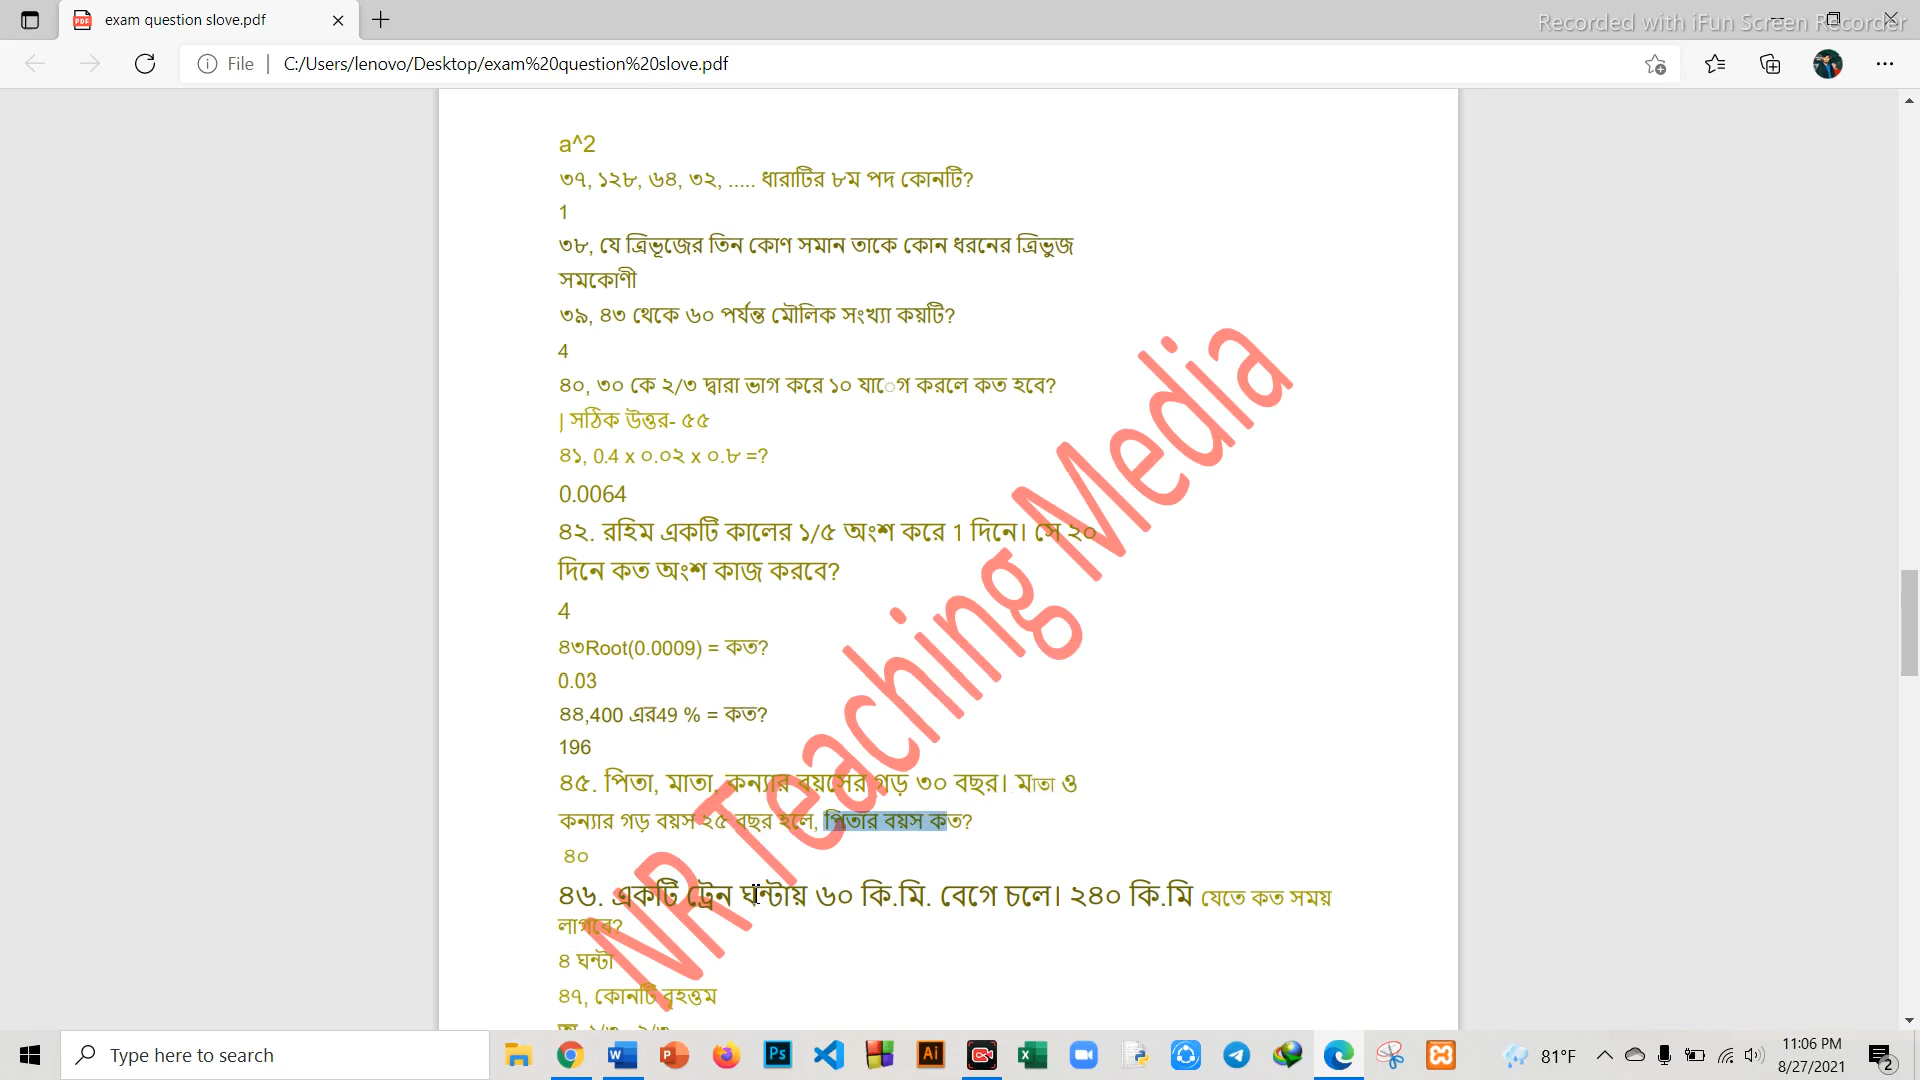 exam question slove.pdf
Recorded with iFun Screen Recorder
File
C:/Users/lenovo/Desktop/exam%20question%20slove.pdf
a^2
৩৭, ১২৮, ৬৪, ৩২, ..... ধারাটির ৮ম পদ কোনটি?
1
৩৮, যে ত্রিভূজের তিন কোণ সমান তাকে কোন ধরনের ত্রিভুজ
সমকোণী
৩৯, ৪৩ থেকে ৬০ পর্যন্ত মৌলিক সংখ্যা কয়টি?
4
৪০, ৩০ কে ২/৩ দ্বারা ভাগ করে ১০ যােগ করলে কত হবে?
] সঠিক উত্তর- ৫৫
৪১, 0.4 x ০.০২ x ০.৮ =?
0.0064
৪২. রহিম একটি কালের ১/৫ অংশ করে 1 দিনে। সে ২০
দিনে কত অংশ কাজ করবে?
4
৪৩Root(0.0009) = কত?
0.03
৪৪,400 এর49 % = কত?
196
৪৫. পিতা, মাতা, কন্যার বয়সের গড় ৩০ বছর। মাতা ও
কন্যার গড় বয়স ২৫ বছর হলে, পিতার বয়স কত?
৪০
৪৬. একটি ট্রেন ঘন্টায় ৬০ কি.মি. বেগে চলে। ২৪০ কি.মি যেতে কত সময়
লাগবে?
৪ ঘন্টা
৪৭, কোনটি বৃহত্তম
NR Teaching Media
Type here to search
81°F
11:06 PM
8/27/2021
2